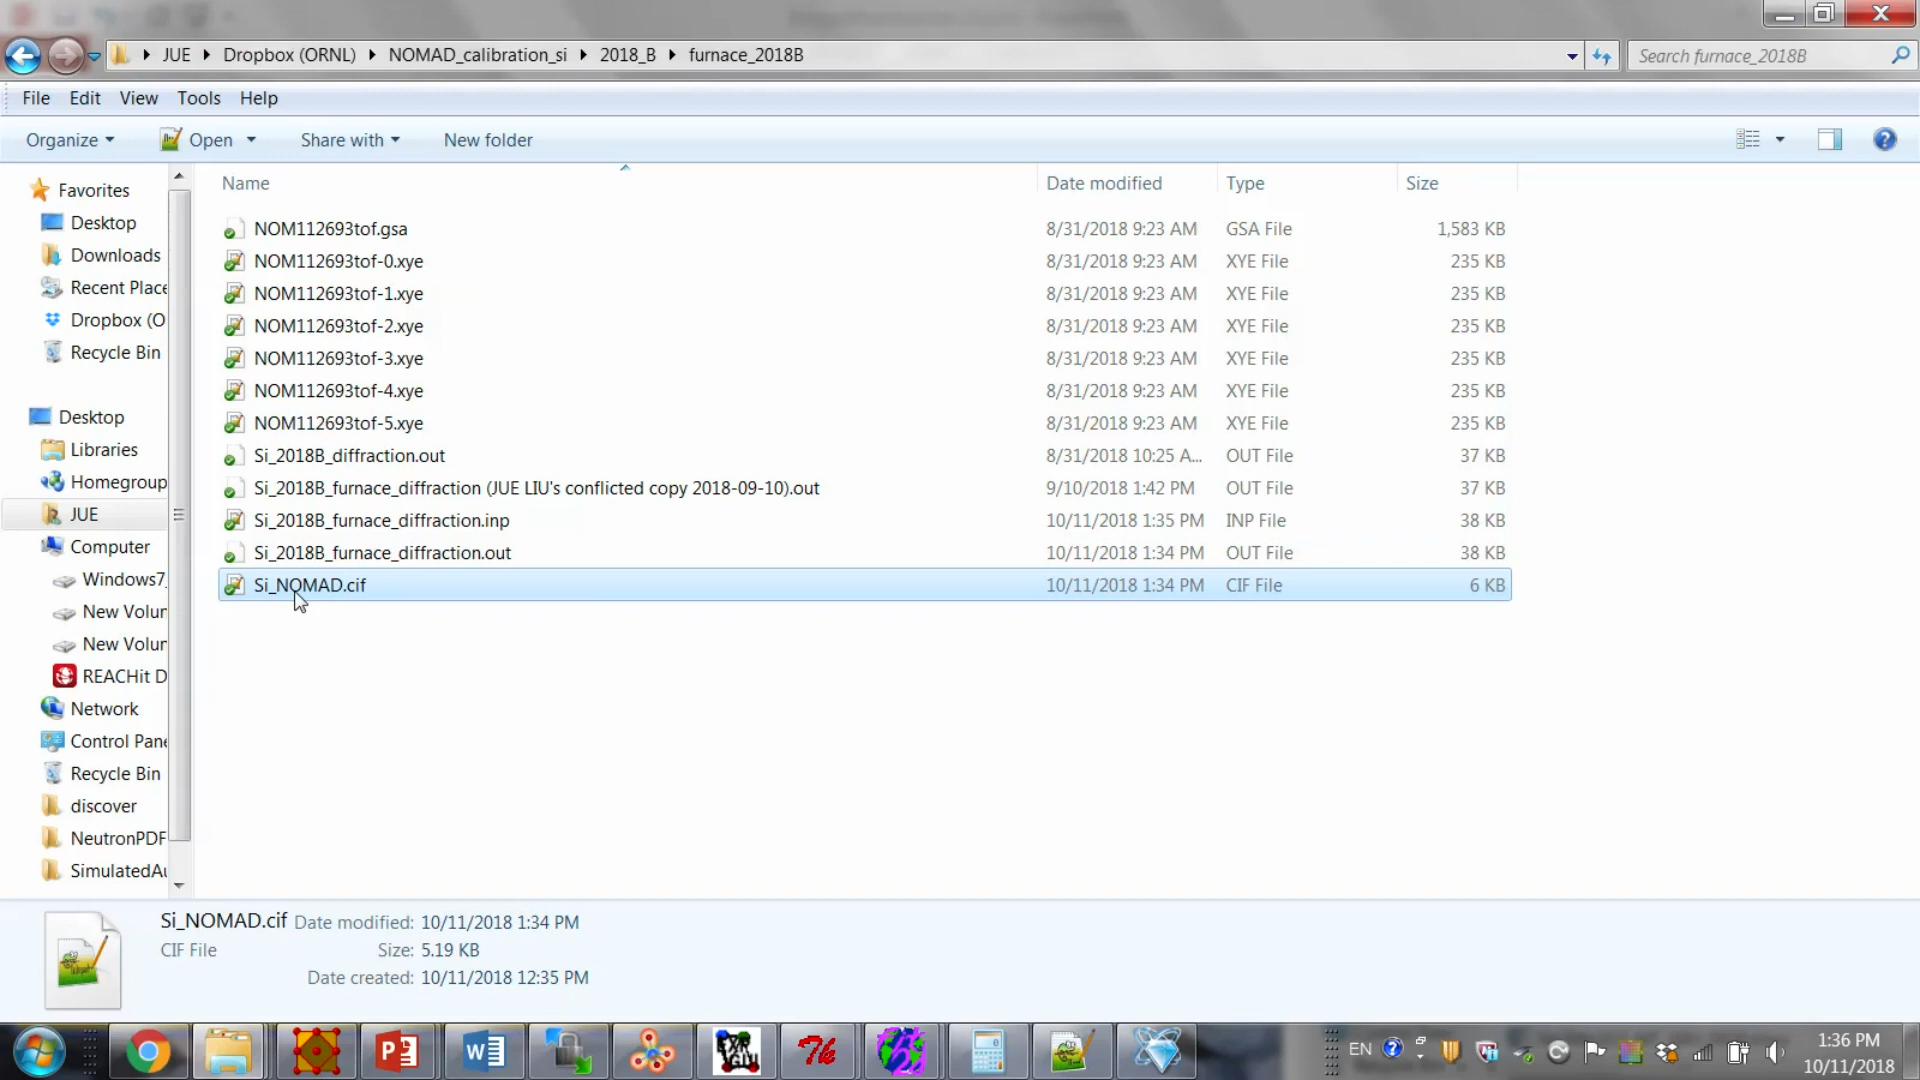 JUE Dropbox (ORNL) NOMAD_calibration_si 2018_B furnace_2018B Search furnace_2018B
File Edit View Tools Help
Organize Open Share with New folder
Name Date modified Type Size
NOM112693tof.gsa 8/31/2018 9:23 AM GSA File 1,583 KB
NOM112693tof-0.xye 8/31/2018 9:23 AM XYE File 235 KB
NOM112693tof-1.xye 8/31/2018 9:23 AM XYE File 235 KB
NOM112693tof-2.xye 8/31/2018 9:23 AM XYE File 235 KB
NOM112693tof-3.xye 8/31/2018 9:23 AM XYE File 235 KB
NOM112693tof-4.xye 8/31/2018 9:23 AM XYE File 235 KB
NOM112693tof-5.xye 8/31/2018 9:23 AM XYE File 235 KB
Si_2018B_diffraction.out 8/31/2018 10:25 A... OUT File 37 KB
Si_2018B_furnace_diffraction (JUE LIU's conflicted copy 2018-09-10).out 9/10/2018 1:42 PM OUT File 37 KB
Si_2018B_furnace_diffraction.inp 10/11/2018 1:35 PM INP File 38 KB
Si_2018B_furnace_diffraction.out 10/11/2018 1:34 PM OUT File 38 KB
Si_NOMAD.cif 10/11/2018 1:34 PM CIF File 6 KB
Favorites
Desktop
Downloads
Recent Place
Dropbox (O
Recycle Bin
Desktop
Libraries
Homegroup
JUE
Computer
Windows7_
New Volun
New Volun
REACHit D
Network
Control Pane
Recycle Bin
discover
NeutronPDF
SimulatedAu
Si_NOMAD.cif Date modified: 10/11/2018 1:34 PM
CIF File Size: 5.19 KB
Date created: 10/11/2018 12:35 PM
EN 1:36 PM
10/11/2018